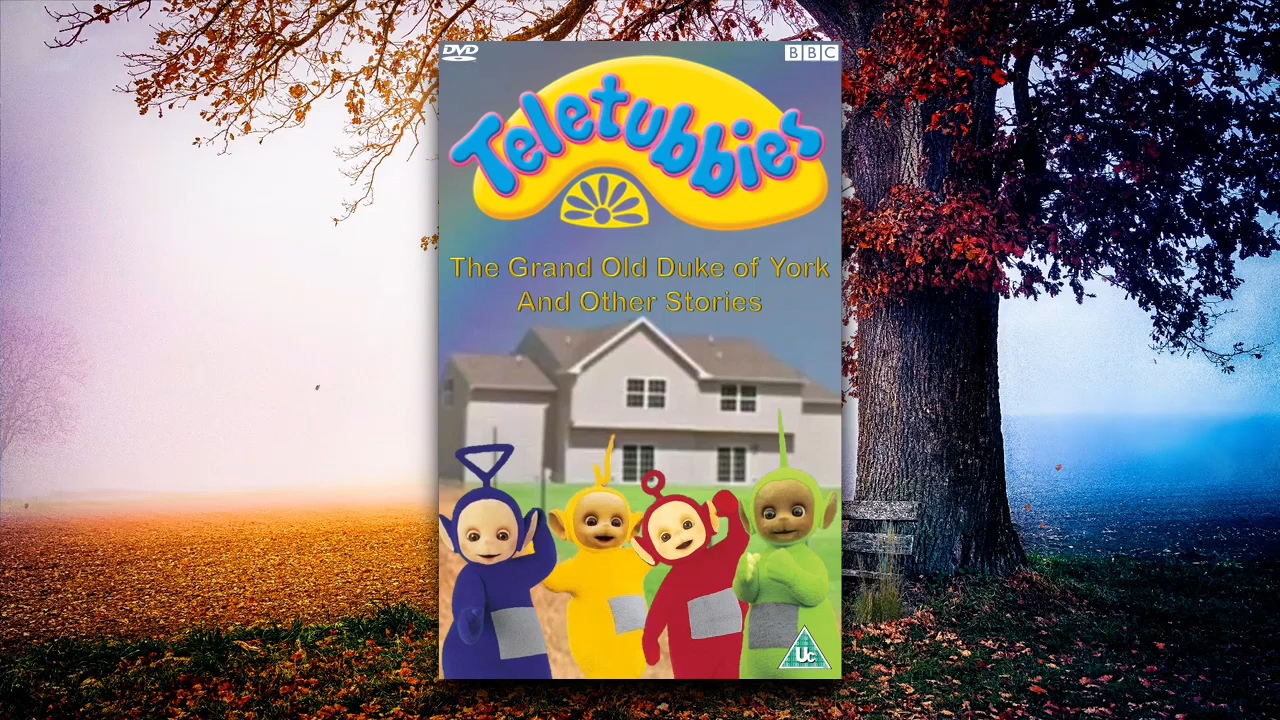 DVD
BBC
Teletubbies
The Grand Old Duke of York
And Other Stories
Uc